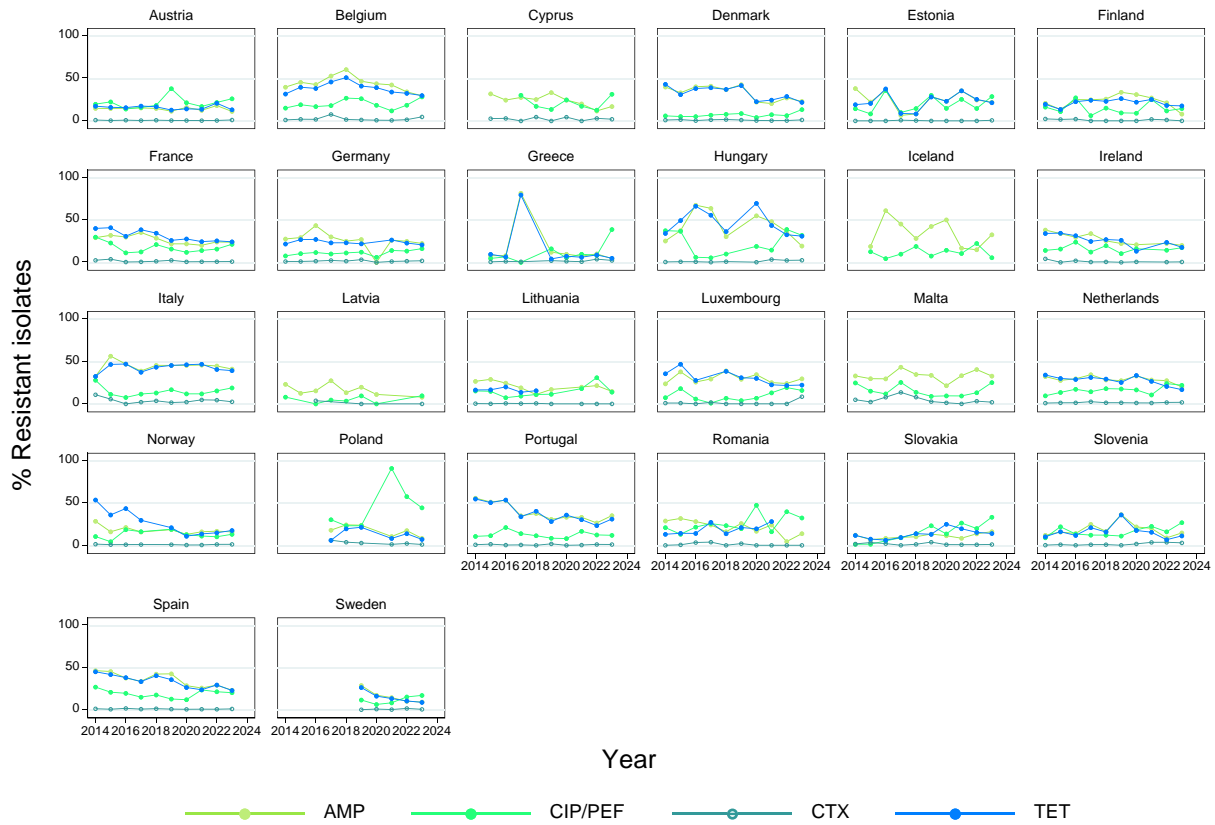 Austria Belgium Cyprus Denmark Estonia Finland
100
50
0
France Germany Greece Hungary Iceland Ireland
100
50
0
Italy Latvia Lithuania Luxembourg Malta Netherlands
100
50
0
Norway Poland Portugal Romania Slovakia Slovenia
100
50
0
2014 2016 2018 2020 2022 2024 2014 2016 2018 2020 2022 2024 2014 2016 2018 2020 2022 2024 2014 2016 2018 2020 2022 2024
Spain Sweden
100
50
0
2014 2016 2018 2020 2022 2024 2014 2016 2018 2020 2022 2024
% Resistant isolates
Year
AMP CIP/PEF CTX TET